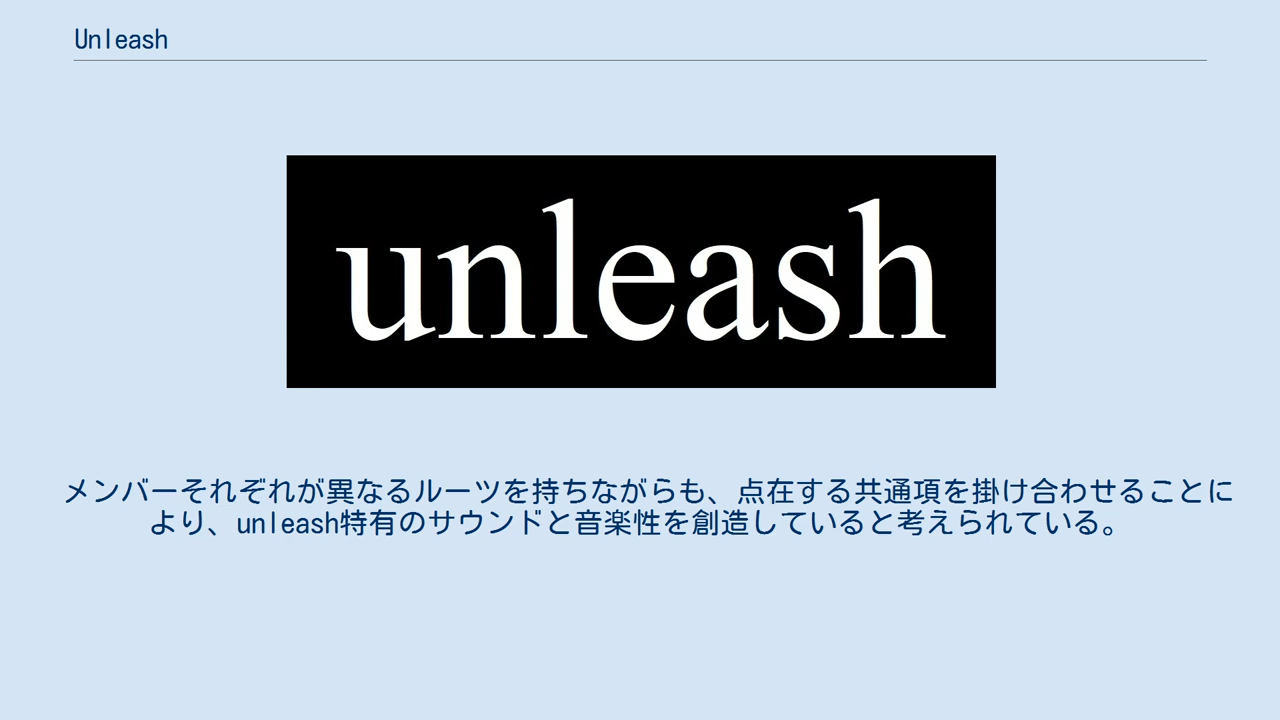 Unleash
unleash
メンバーそれぞれが異なるルーツを持ちながらも、点在する共通項を掛け合わせることに
より、unleash特有のサウンドと音楽性を創造していると考えられている。